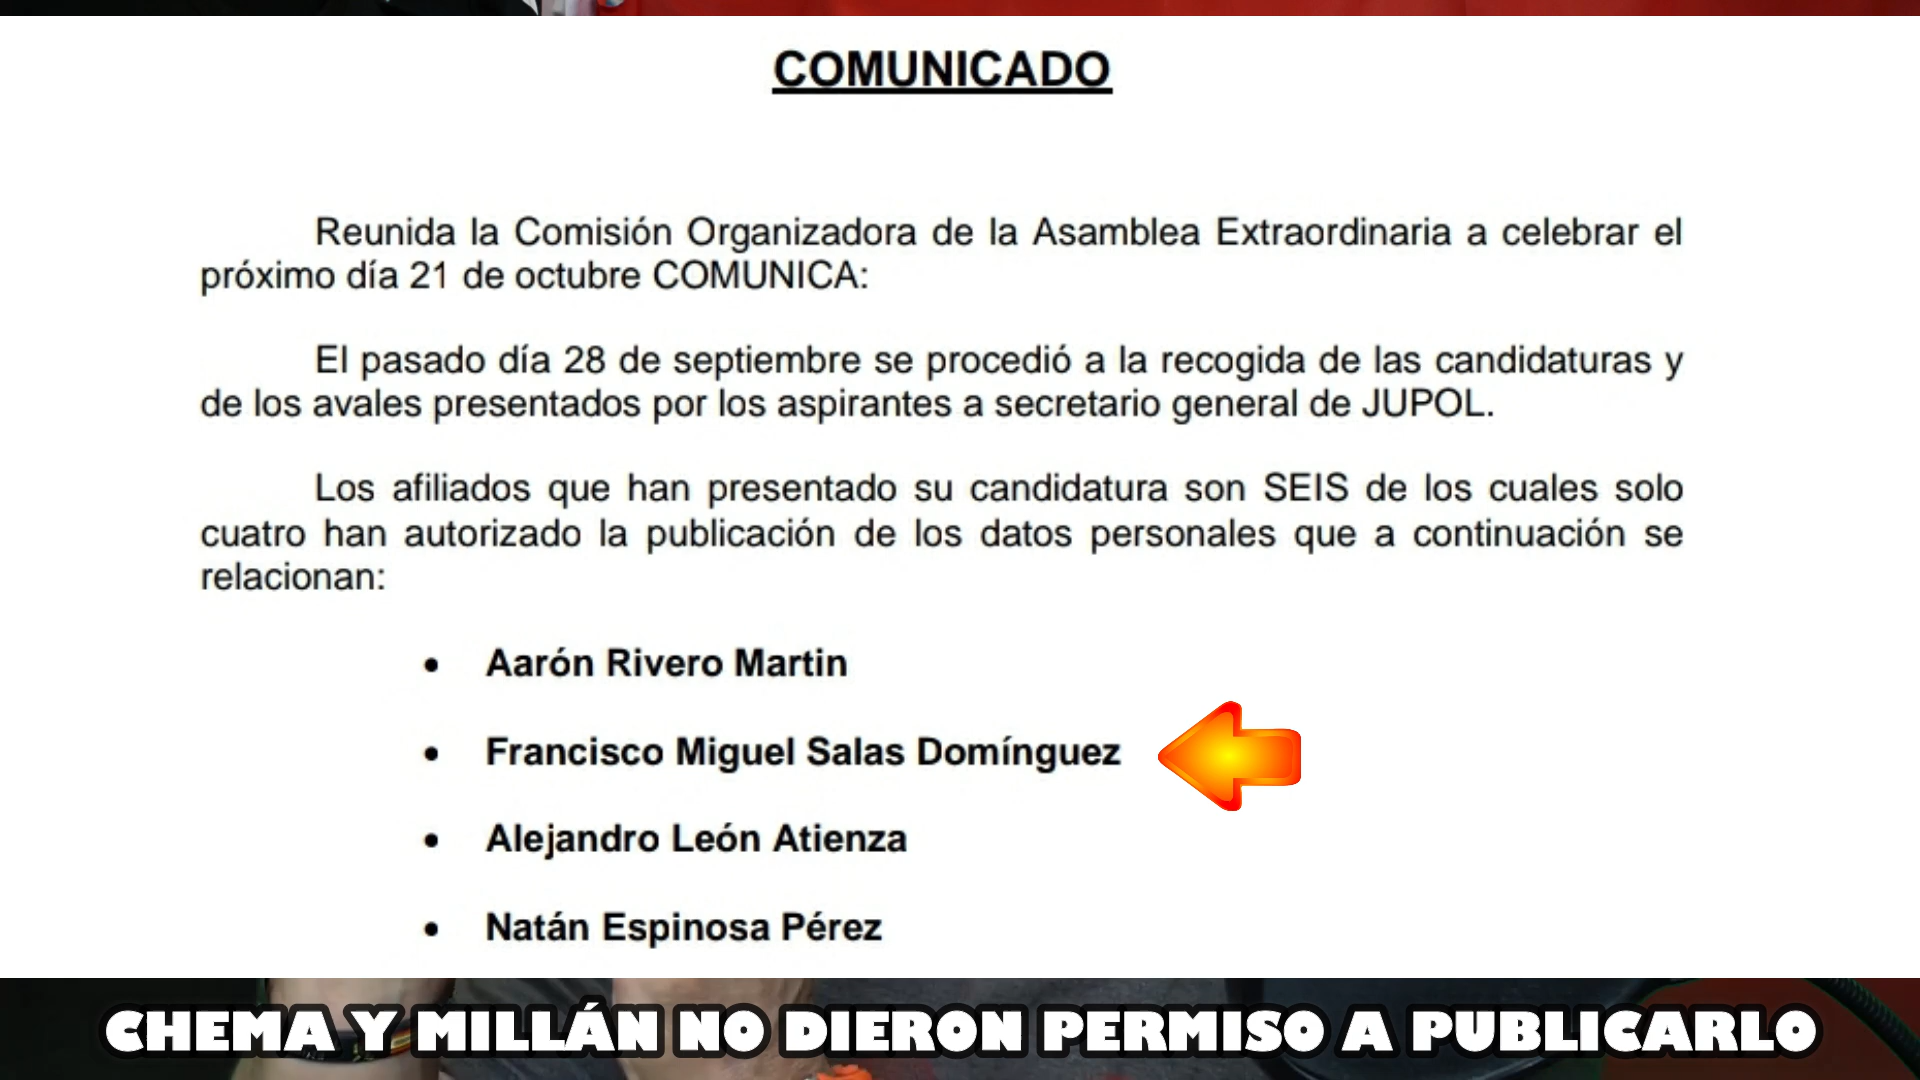 COMUNICADO
Reunida la Comisión Organizadora de la Asamblea Extraordinaria a celebrar el
próximo día 21 de octubre COMUNICA:
El pasado día 28 de septiembre se procedió a la recogida de las candidaturas y
de los avales presentados por los aspirantes a secretario general de JUPOL.
Los afiliados que han presentado su candidatura son SEIS de los cuales solo
cuatro han autorizado la publicación de los datos personales que a continuación se
relacionan:
• Aarón Rivero Martin
• Francisco Miguel Salas Domínguez
• Alejandro León Atienza
• Natán Espinosa Pérez
CHEMA Y MILLÁN NO DIERON PERMISO A PUBLICARLO